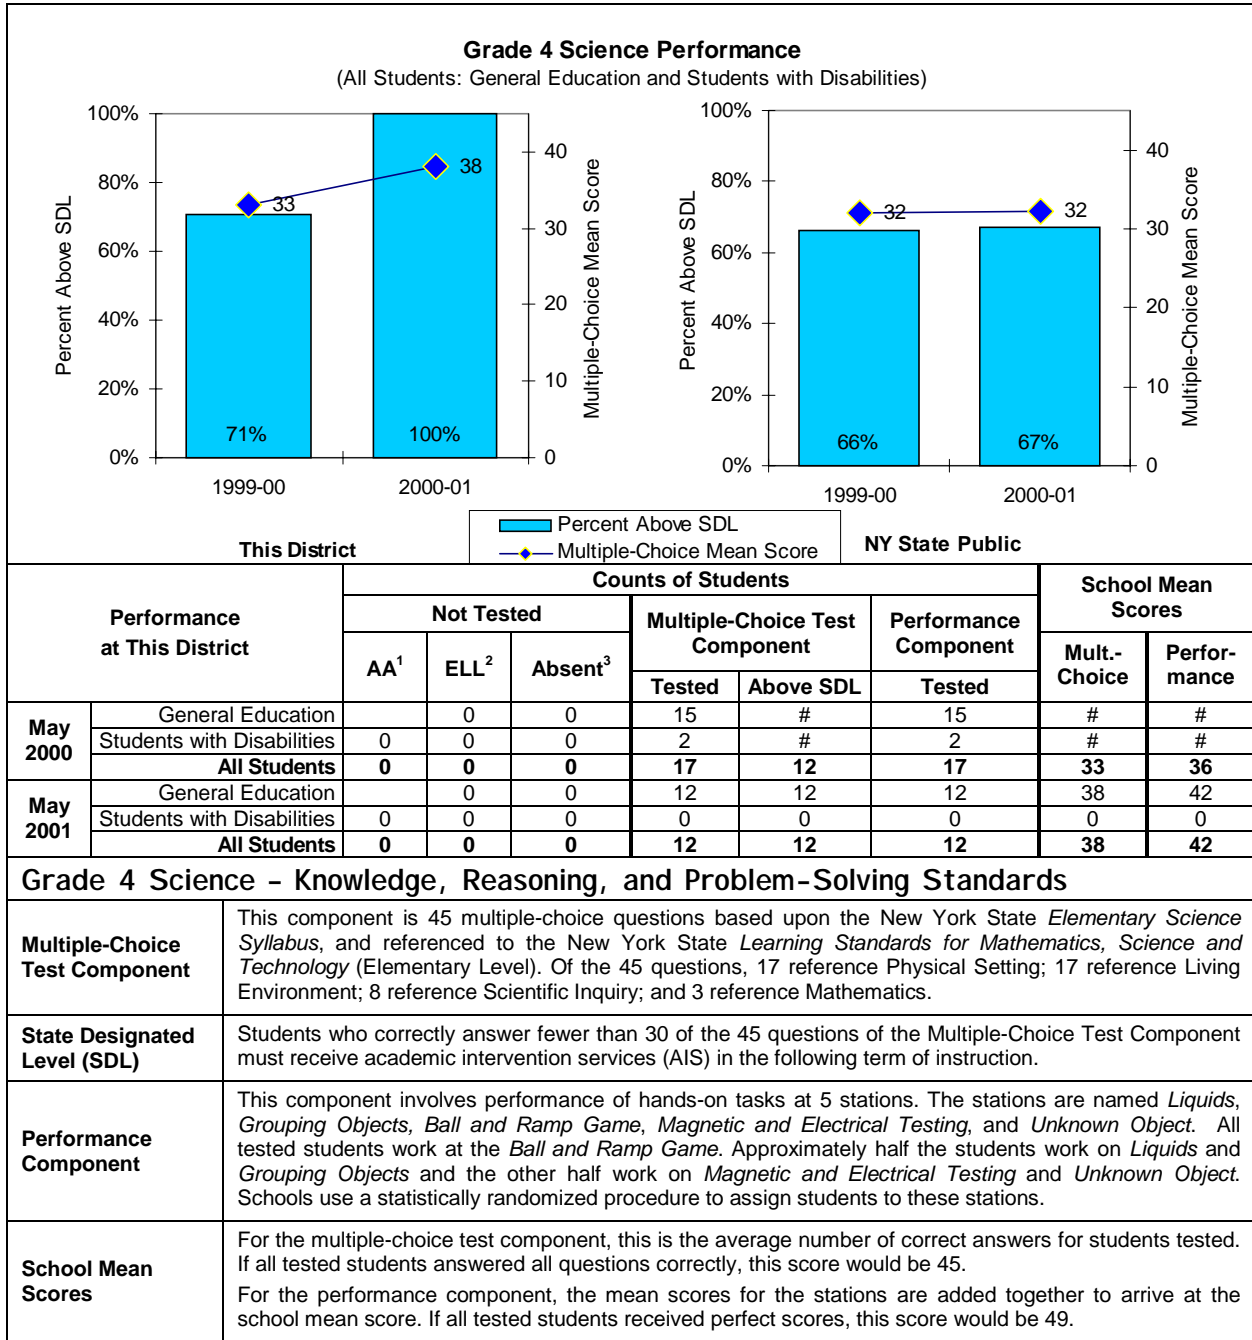 Grade 4 Science Performance
(All Students: General Education and Students with Disabilities)
100%
80%
60%
40%
20%
0%
Percent Above SDL
33
38
71%
100%
40
30
20
10
0
Multiple-Choice Mean Score
1999-00
2000-01
This District
100%
80%
60%
40%
20%
0%
Percent Above SDL
32
32
66%
67%
40
30
20
10
0
Multiple-Choice Mean Score
1999-00
2000-01
NY State Public
Percent Above SDL
Multiple-Choice Mean Score
Performance
at This District
Counts of Students
School Mean
Scores
Not Tested
Multiple-Choice Test
Component
Performance
Component
Mult.-
Choice
Perfor-
mance
AA1 ELL2 Absent3
Tested Above SDL Tested
May
2000
General Education 0 0 15 # 15 # #
Students with Disabilities 0 0 0 2 # 2 # #
All Students 0 0 0 17 12 17 33 36
May
2001
General Education 0 0 12 12 12 38 42
Students with Disabilities 0 0 0 0 0 0 0 0
All Students 0 0 0 12 12 12 38 42
Grade 4 Science – Knowledge, Reasoning, and Problem-Solving Standards
Multiple-Choice
Test Component
This component is 45 multiple-choice questions based upon the New York State Elementary Science
Syllabus, and referenced to the New York State Learning Standards for Mathematics, Science and
Technology (Elementary Level). Of the 45 questions, 17 reference Physical Setting; 17 reference Living
Environment; 8 reference Scientific Inquiry; and 3 reference Mathematics.
State Designated
Level (SDL)
Students who correctly answer fewer than 30 of the 45 questions of the Multiple-Choice Test Component
must receive academic intervention services (AIS) in the following term of instruction.
Performance
Component
This component involves performance of hands-on tasks at 5 stations. The stations are named Liquids,
Grouping Objects, Ball and Ramp Game, Magnetic and Electrical Testing, and Unknown Object. All
tested students work at the Ball and Ramp Game. Approximately half the students work on Liquids and
Grouping Objects and the other half work on Magnetic and Electrical Testing and Unknown Object.
Schools use a statistically randomized procedure to assign students to these stations.
School Mean
Scores
For the multiple-choice test component, this is the average number of correct answers for students tested.
If all tested students answered all questions correctly, this score would be 45.
For the performance component, the mean scores for the stations are added together to arrive at the
school mean score. If all tested students received perfect scores, this score would be 49.